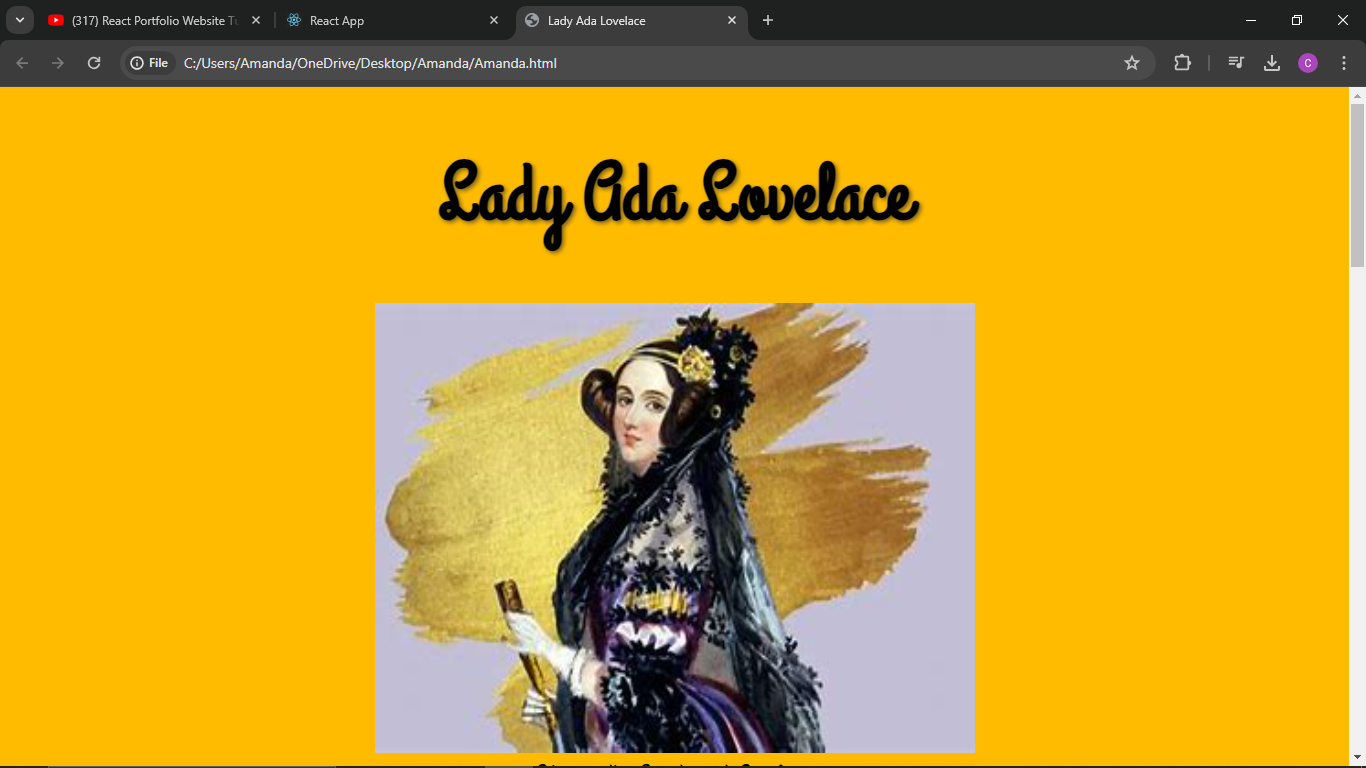 (317) React Portfolio Website Tu
React App
Lady Ada Lovelace
File
C:/Users/Amanda/OneDrive/Desktop/Amanda/Amanda.html
C
Lady Ada Lovelace